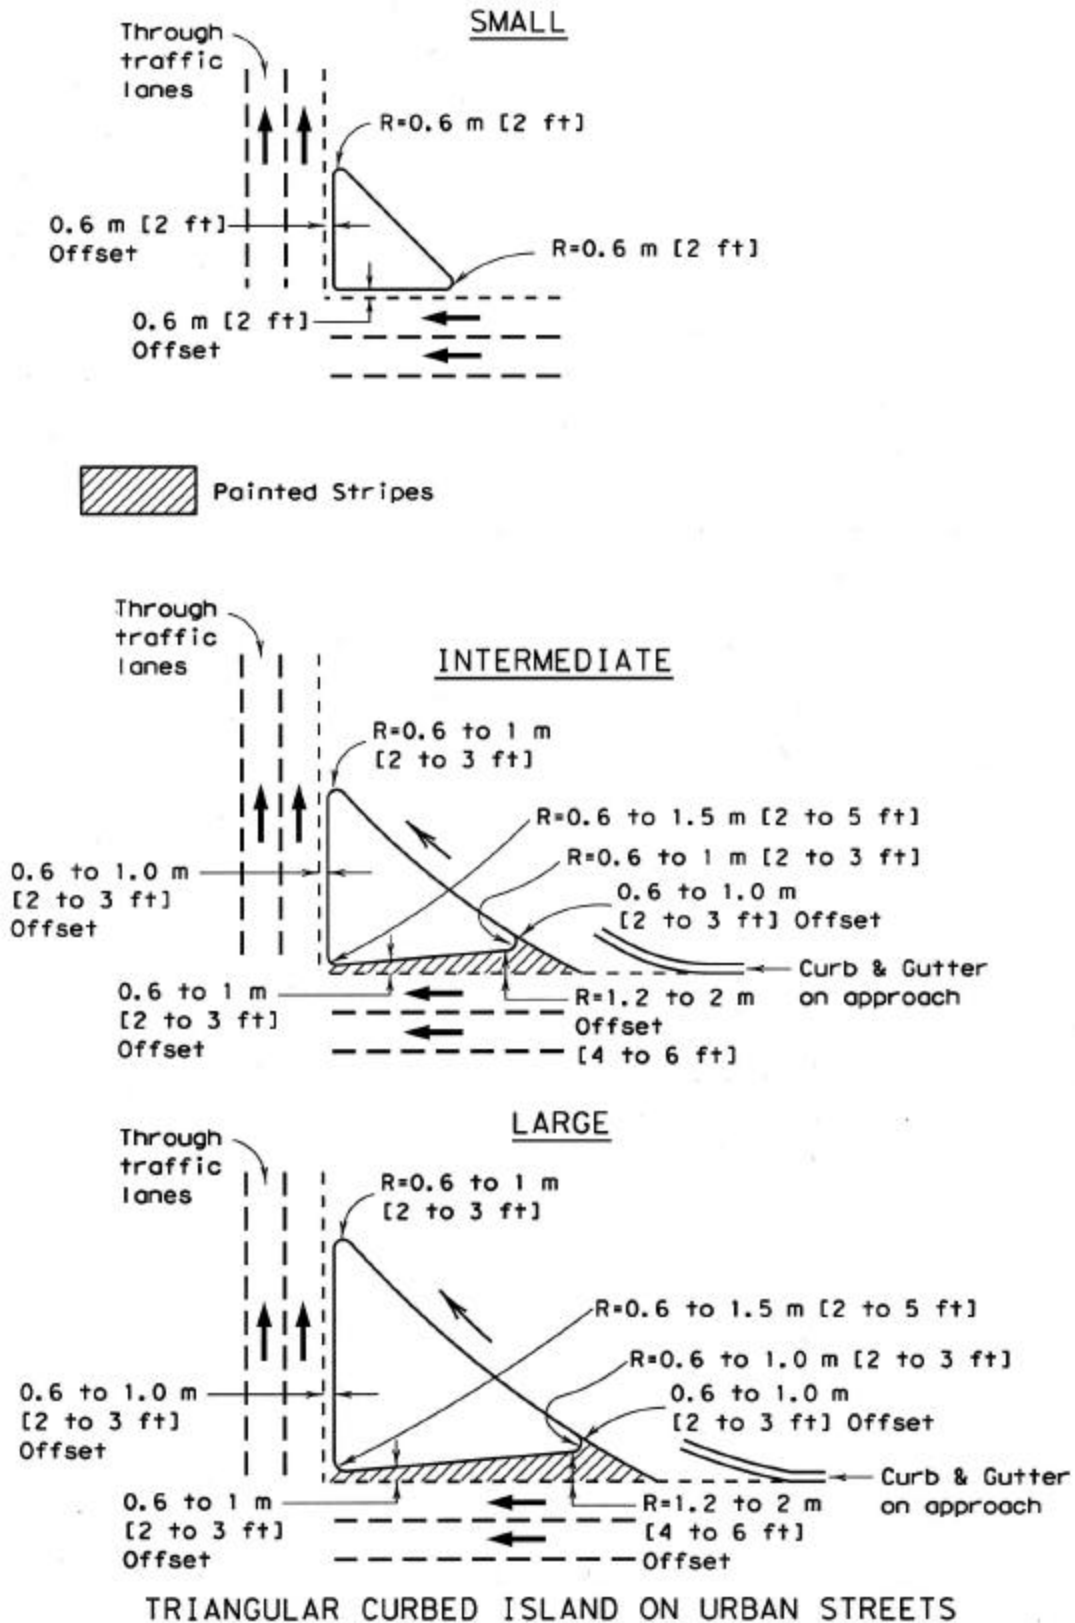 SMALL
Through
traffic
lanes
R=0.6 m [2 ft]
0.6 m [2 ft]
Offset
R=0.6 m [2 ft]
0.6 m [2 ft]
Offset
Painted Stripes
Through
traffic
lanes
INTERMEDIATE
R=0.6 to 1 m
[2 to 3 ft]
R=0.6 to 1.5 m [2 to 5 ft]
R=0.6 to 1 m [2 to 3 ft]
0.6 to 1.0 m
[2 to 3 ft]
Offset
0.6 to 1.0 m
[2 to 3 ft] Offset
Curb & Gutter
on approach
0.6 to 1 m
[2 to 3 ft]
Offset
R=1.2 to 2 m
Offset
[4 to 6 ft]
LARGE
Through
traffic
lanes
R=0.6 to 1 m
[2 to 3 ft]
R=0.6 to 1.5 m [2 to 5 ft]
R=0.6 to 1.0 m [2 to 3 ft]
0.6 to 1.0 m
[2 to 3 ft]
Offset
0.6 to 1.0 m
[2 to 3 ft] Offset
Curb & Gutter
on approach
0.6 to 1 m
[2 to 3 ft]
Offset
R=1.2 to 2 m
[4 to 6 ft]
Offset
TRIANGULAR CURBED ISLAND ON URBAN STREETS